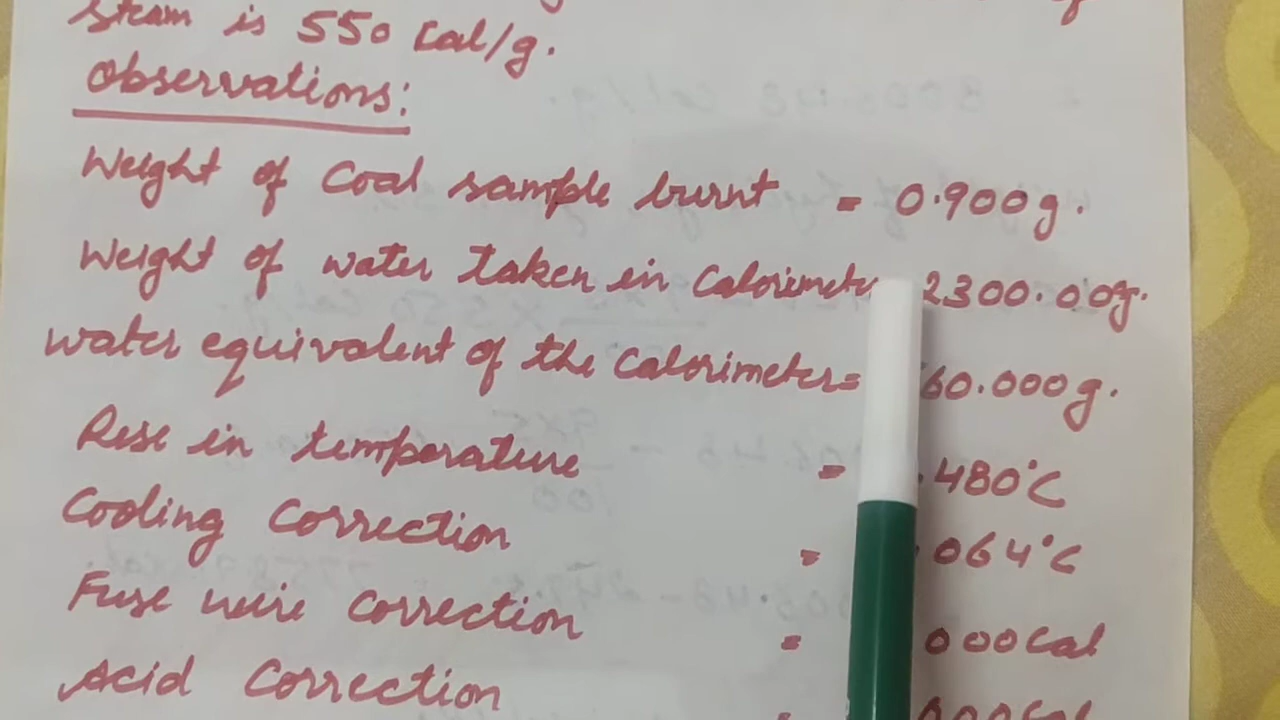 steam is 550 Cal/g.
Observations:
Weight of Coal sample burnt = 0.900g.
Weight of water taken in Calorimeter 2300.00g.
Water equivalent of the Calorimeter = 60.000g.
Rise in temperature = .480°C
Cooling Correction = .064°C
Fuse wire Correction = 000Cal
Acid Correction = 000Cal